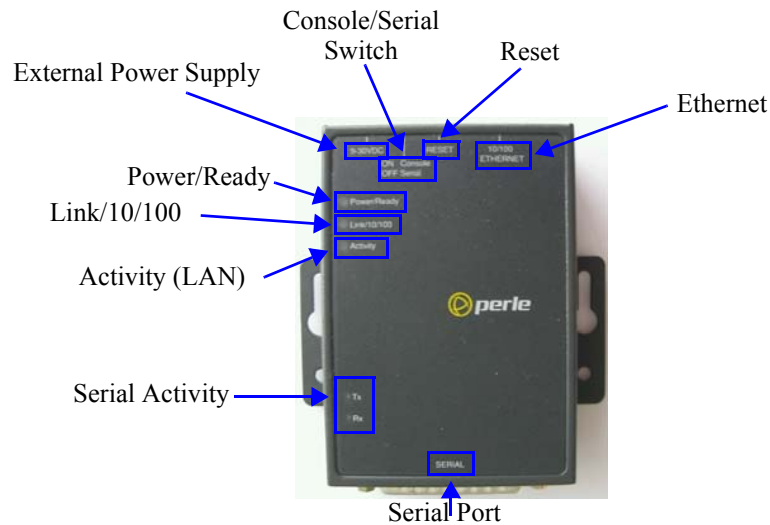 Console/Serial
Switch
Reset
External Power Supply
Ethernet
9-30VDC
RESET
10/100
ETHERNET
ON Console
OFF Serial
Power/Ready
Power/Ready
Link/10/100
Link/10/100
Activity
Activity (LAN)
perle
Serial Activity
Tx
Rx
SERIAL
Serial Port